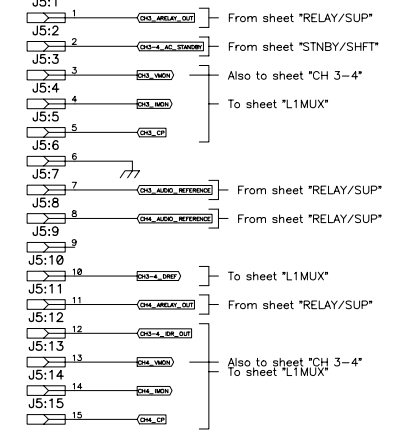 J5:1
1 CH3_ARELAY_OUT From sheet "RELAY/SUP"
J5:2
2 CH3-4_AC_STANDBY From sheet "STNBY/SHFT"
J5:3
3 CH3_VMON Also to sheet "CH 3-4"
J5:4
4 CH3_IMON To sheet "L1MUX"
J5:5
5 CH3_CP
J5:6
6
J5:7
7 CH3_AUDIO_REFERENCE From sheet "RELAY/SUP"
J5:8
8 CH4_AUDIO_REFERENCE From sheet "RELAY/SUP"
J5:9
9
J5:10
10 CH3-4_DREF To sheet "L1MUX"
J5:11
11 CH4_ARELAY_OUT From sheet "RELAY/SUP"
J5:12
12 CH3-4_IDR_OUT
J5:13
13 CH4_VMON Also to sheet "CH 3-4"
To sheet "L1MUX"
J5:14
14 CH4_IMON
J5:15
15 CH4_CP